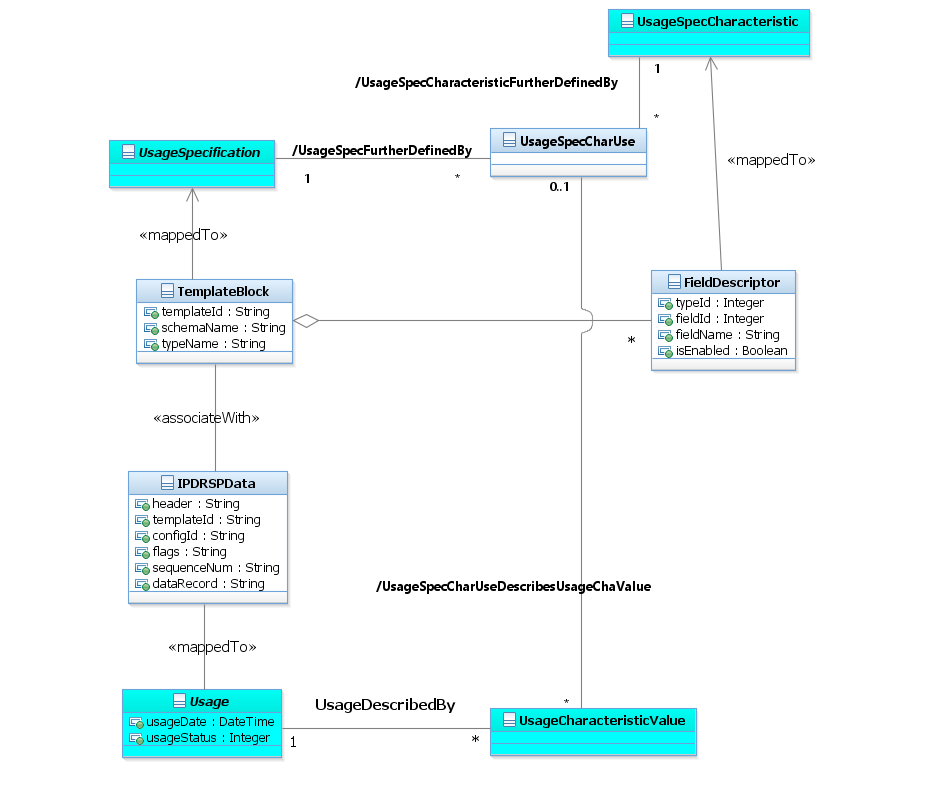 UsageSpecCharacteristic
1
/UsageSpecCharacteristicFurtherDefinedBy
*
UsageSpecification
/UsageSpecFurtherDefinedBy
1
*
UsageSpecCharUse
0..1
«mappedTo»
«mappedTo»
TemplateBlock
templateId : String
schemaName : String
typeName : String
FieldDescriptor
typeId : Integer
fieldId : Integer
fieldName : String
isEnabled : Boolean
*
«associateWith»
IPDRSPData
header : String
templateId : String
configId : String
flags : String
sequenceNum : String
dataRecord : String
/UsageSpecCharUseDescribesUsageChaValue
«mappedTo»
Usage
usageDate : DateTime
usageStatus : Integer
UsageDescribedBy
1
*
*
UsageCharacteristicValue